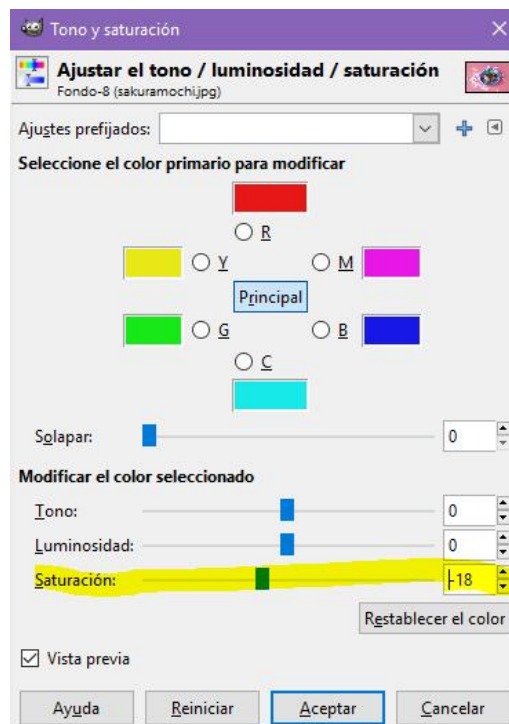 Tono y saturación
Ajustar el tono / luminosidad / saturación
Fondo-8 (sakuramochi.jpg)
Ajustes prefijados:
Seleccione el color primario para modificar
R
Y M
Principal
G B
C
Solapar: 0
Modificar el color seleccionado
Tono: 0
Luminosidad: 0
Saturación: -18
Restablecer el color
Vista previa
Ayuda Reiniciar Aceptar Cancelar